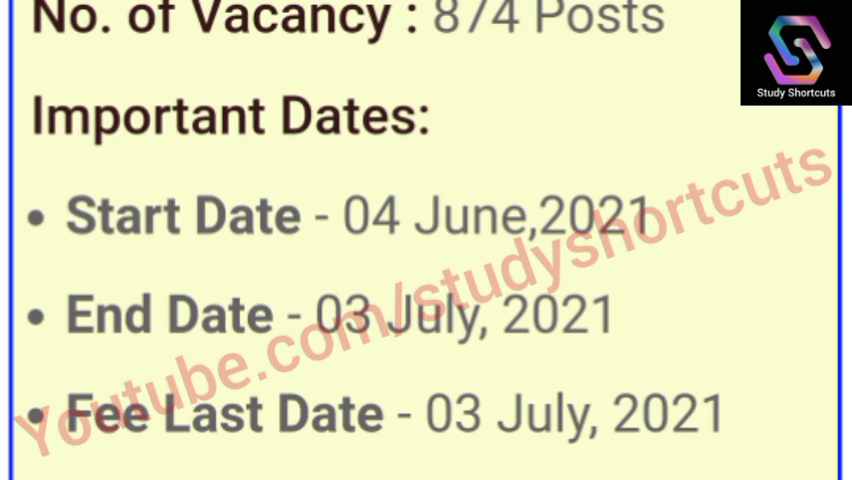 No. of Vacancy : 874 Posts
Study Shortcuts
Important Dates:
• Start Date - 04 June,2021
• End Date - 03 July, 2021
• Fee Last Date - 03 July, 2021
Youtube.com/studyshortcuts